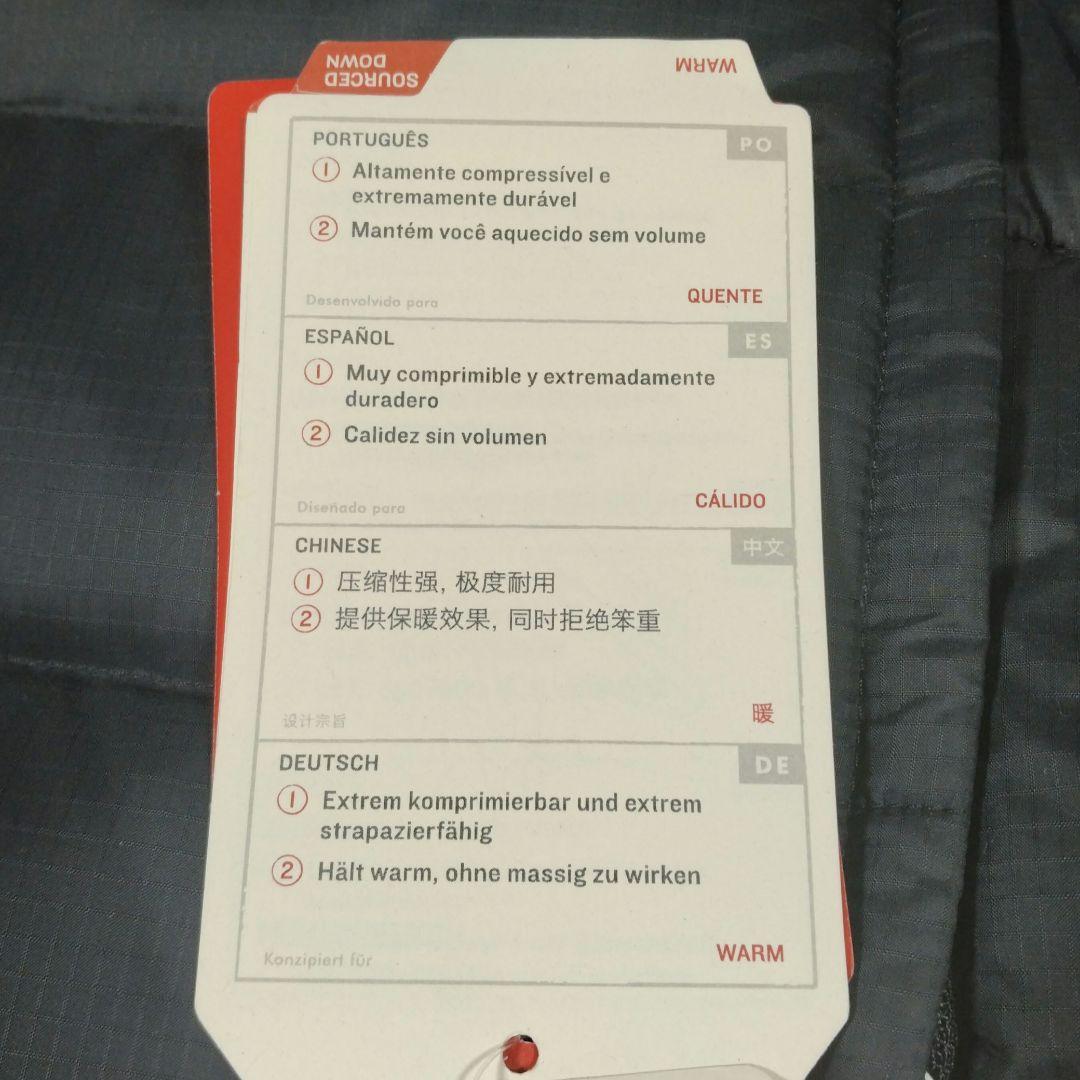 SOURCED
DOWN
WARM
PORTUGUÊS
PO
1 Altamente compressível e
extremamente durável
2 Mantém você aquecido sem volume
Desenvolvido para
QUENTE
ESPAÑOL
ES
1 Muy comprimible y extremadamente
duradero
2 Calidez sin volumen
Diseñado para
CÁLIDO
CHINESE
中文
1 压缩性强, 极度耐用
2 提供保暖效果, 同时拒绝笨重
设计宗旨
暖
DEUTSCH
DE
1 Extrem komprimierbar und extrem
strapazierfähig
2 Hält warm, ohne massig zu wirken
Konzipiert für
WARM